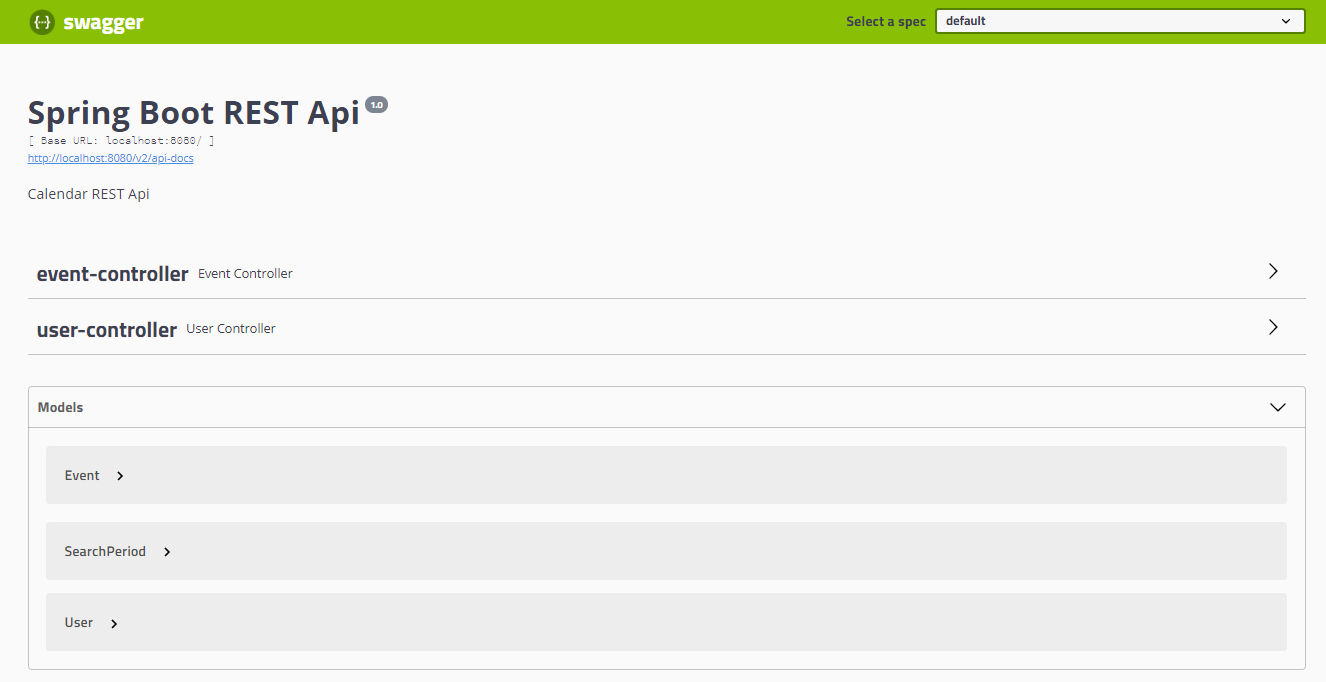 {···} swagger Select a spec default
Spring Boot REST Api 1.0
[ Base URL: localhost:8080/ ]
http://localhost:8080/v2/api-docs
Calendar REST Api
event-controller Event Controller
user-controller User Controller
Models
Event
SearchPeriod
User